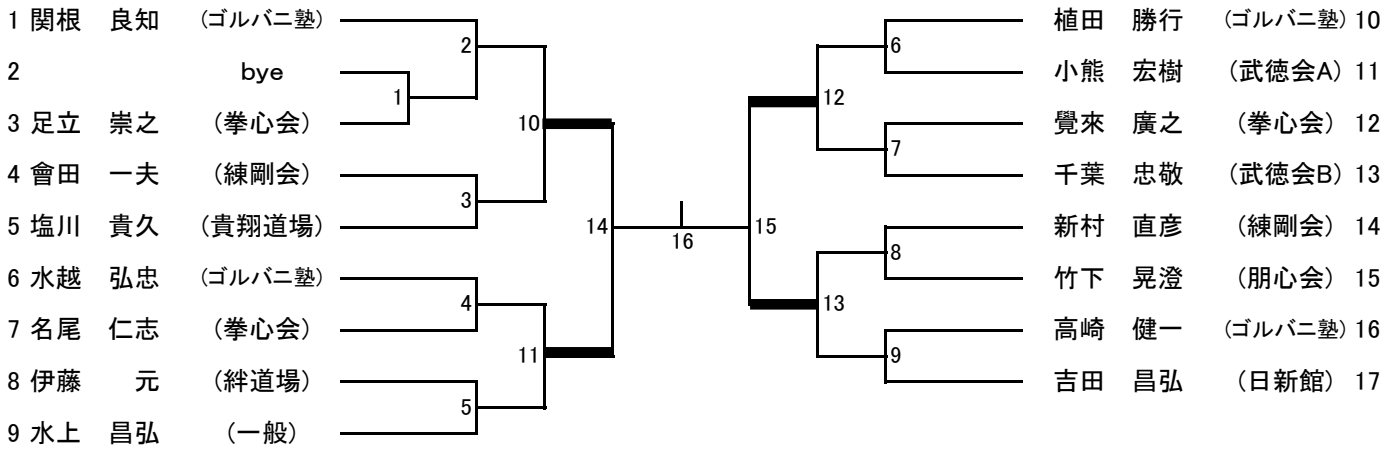 1 関根 良知 (ゴルバニ塾)
2 bye
3 足立 崇之 (拳心会)
4 會田 一夫 (練剛会)
5 塩川 貴久 (貴翔道場)
6 水越 弘忠 (ゴルバニ塾)
7 名尾 仁志 (拳心会)
8 伊藤 元 (絆道場)
9 水上 昌弘 (一般)
2
1
10
3
14
4
11
5
16
6
12
7
15
8
13
9
植田 勝行 (ゴルバニ塾) 10
小熊 宏樹 (武徳会A) 11
覺來 廣之 (拳心会) 12
千葉 忠敬 (武徳会B) 13
新村 直彦 (練剛会) 14
竹下 晃澄 (朋心会) 15
高崎 健一 (ゴルバニ塾) 16
吉田 昌弘 (日新館) 17